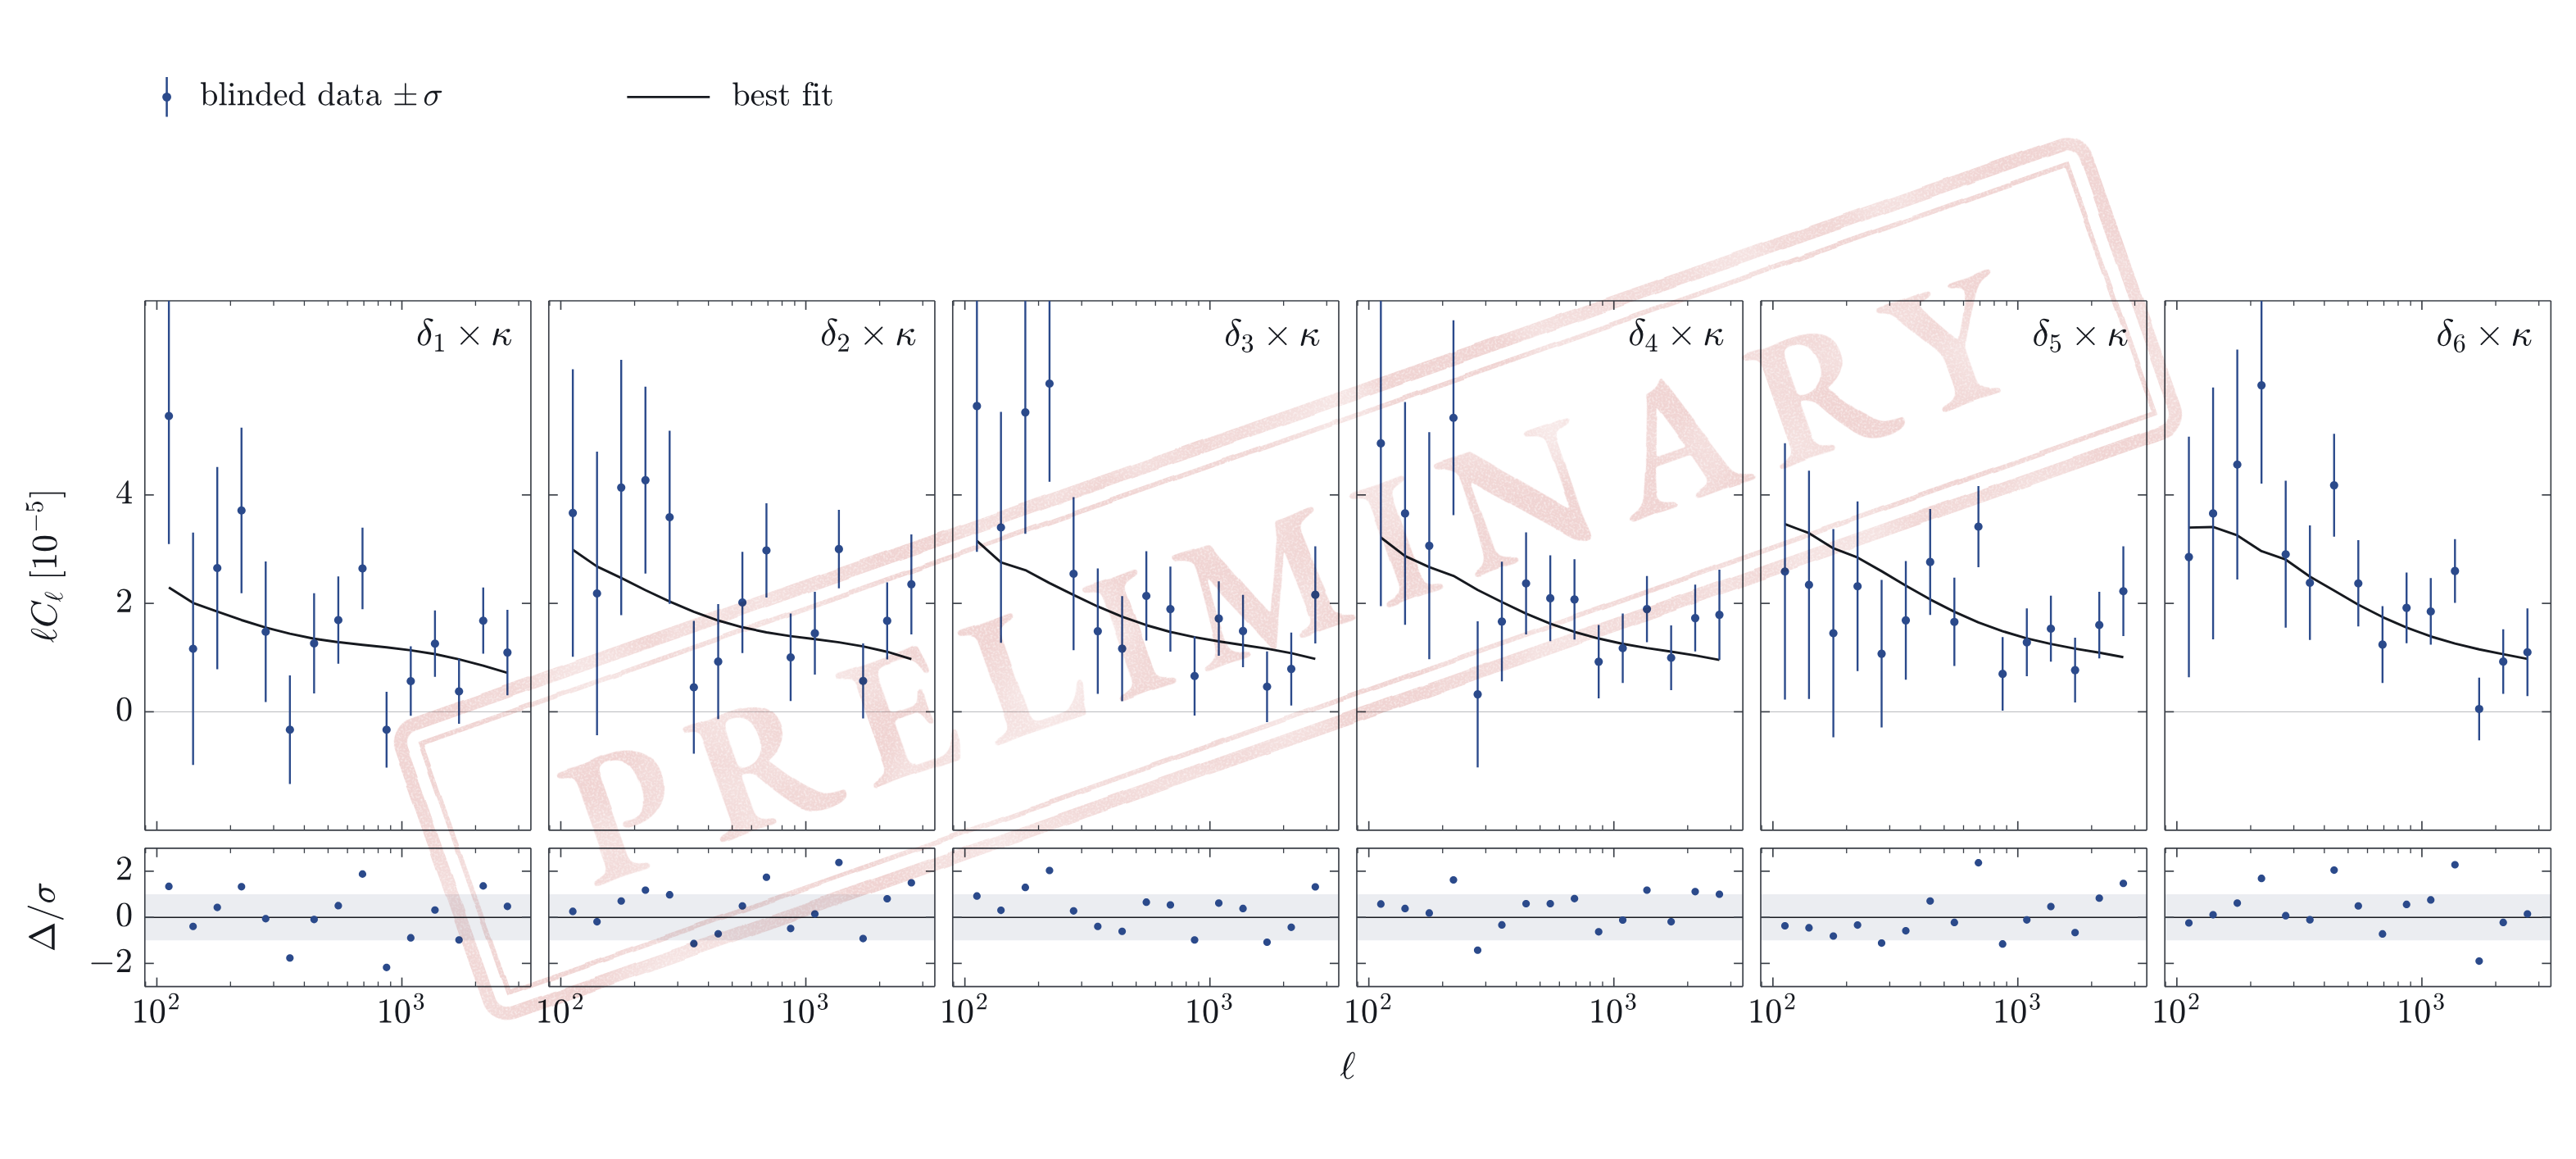 blinded data ± σ   best fit
δ₁ × κ   δ₂ × κ   δ₃ × κ   δ₄ × κ   δ₅ × κ   δ₆ × κ
PRELIMINARY
ℓC_ℓ [10⁻⁵]
4
2
0
Δ/σ
2
0
−2
10² 10³ 10² 10³ 10² 10³ 10² 10³ 10² 10³ 10² 10³
ℓ